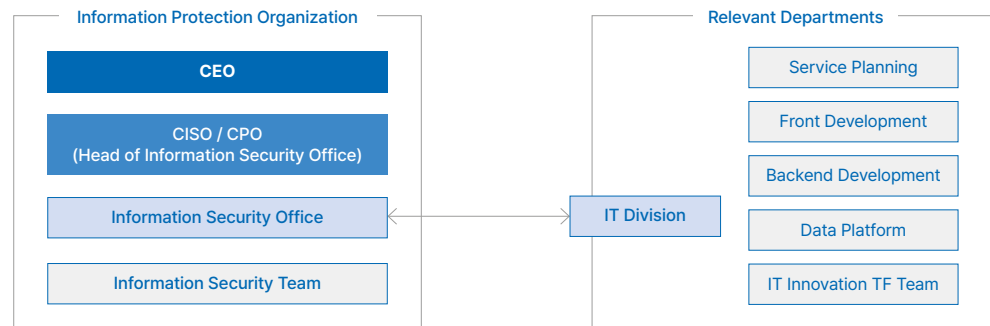 Information Protection Organization
CEO
CISO / CPO
(Head of Information Security Office)
Information Security Office
Information Security Team
Relevant Departments
IT Division
Service Planning
Front Development
Backend Development
Data Platform
IT Innovation TF Team